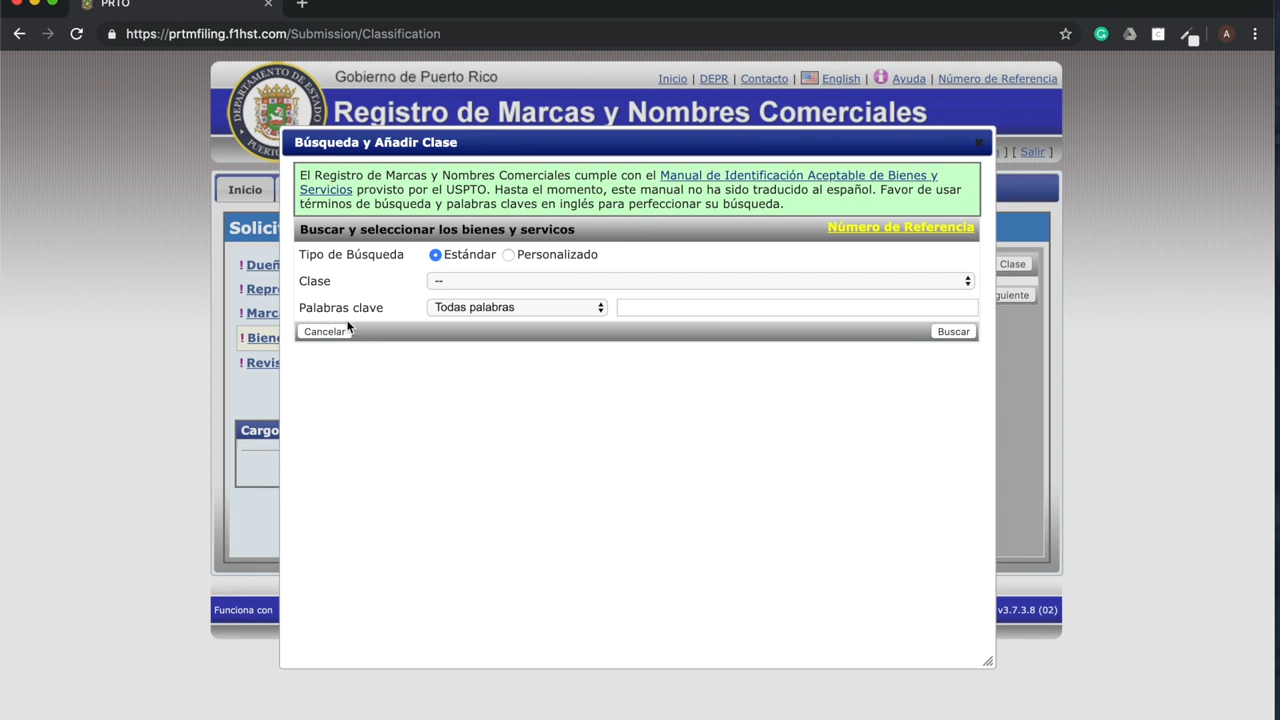 PRTO
https://prtmfiling.f1hst.com/Submission/Classification
A
Gobierno de Puerto Rico
Inicio | DEPR | Contacto | English | Ayuda | Número de Referencia
DEPARTAMENTO DE ESTADO
Registro de Marcas y Nombres Comerciales
Búsqueda y Añadir Clase
a ] [ Salir ]
El Registro de Marcas y Nombres Comerciales cumple con el Manual de Identificación Aceptable de Bienes y
Servicios provisto por el USPTO. Hasta el momento, este manual no ha sido traducido al español. Favor de usar
términos de búsqueda y palabras claves en inglés para perfeccionar su búsqueda.
Inicio
Buscar y seleccionar los bienes y servicios
Número de Referencia
Solici
Tipo de Búsqueda Estándar Personalizado
! Dueñ
Clase
Clase --
! Repr
guiente
Palabras clave Todas palabras
! Marc
Cancelar Buscar
! Biene
! Revis
Cargo
Funciona con
v3.7.3.8 (02)